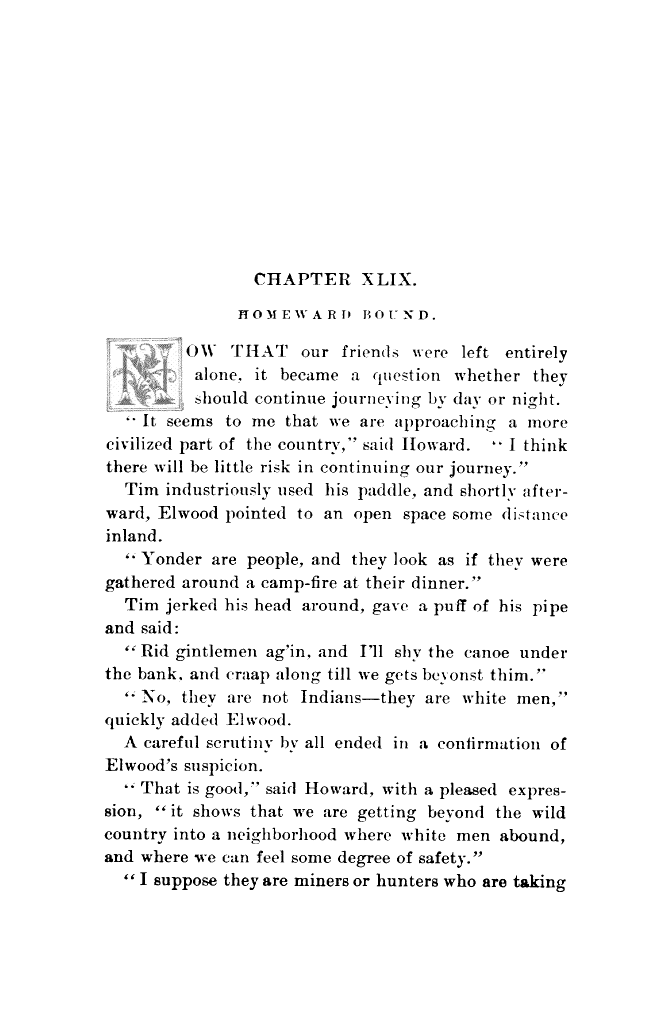 CHAPTER XLIX.
HOMEWARD BOUND.
NOW THAT our friends were left entirely
alone, it became a question whether they
should continue journeying by day or night.
“It seems to me that we are approaching a more
civilized part of the country,” said Howard. “I think
there will be little risk in continuing our journey.”
Tim industriously used his paddle, and shortly after-
ward, Elwood pointed to an open space some distance
inland.
“Yonder are people, and they look as if they were
gathered around a camp-fire at their dinner.”
Tim jerked his head around, gave a puff of his pipe
and said:
“Rid gintlemen ag'in, and I'll shy the canoe under
the bank, and craap along till we gets beyonst thim.”
“No, they are not Indians—they are white men,”
quickly added Elwood.
A careful scrutiny by all ended in a confirmation of
Elwood's suspicion.
“That is good,” said Howard, with a pleased expres-
sion, “it shows that we are getting beyond the wild
country into a neighborhood where white men abound,
and where we can feel some degree of safety.”
“I suppose they are miners or hunters who are taking